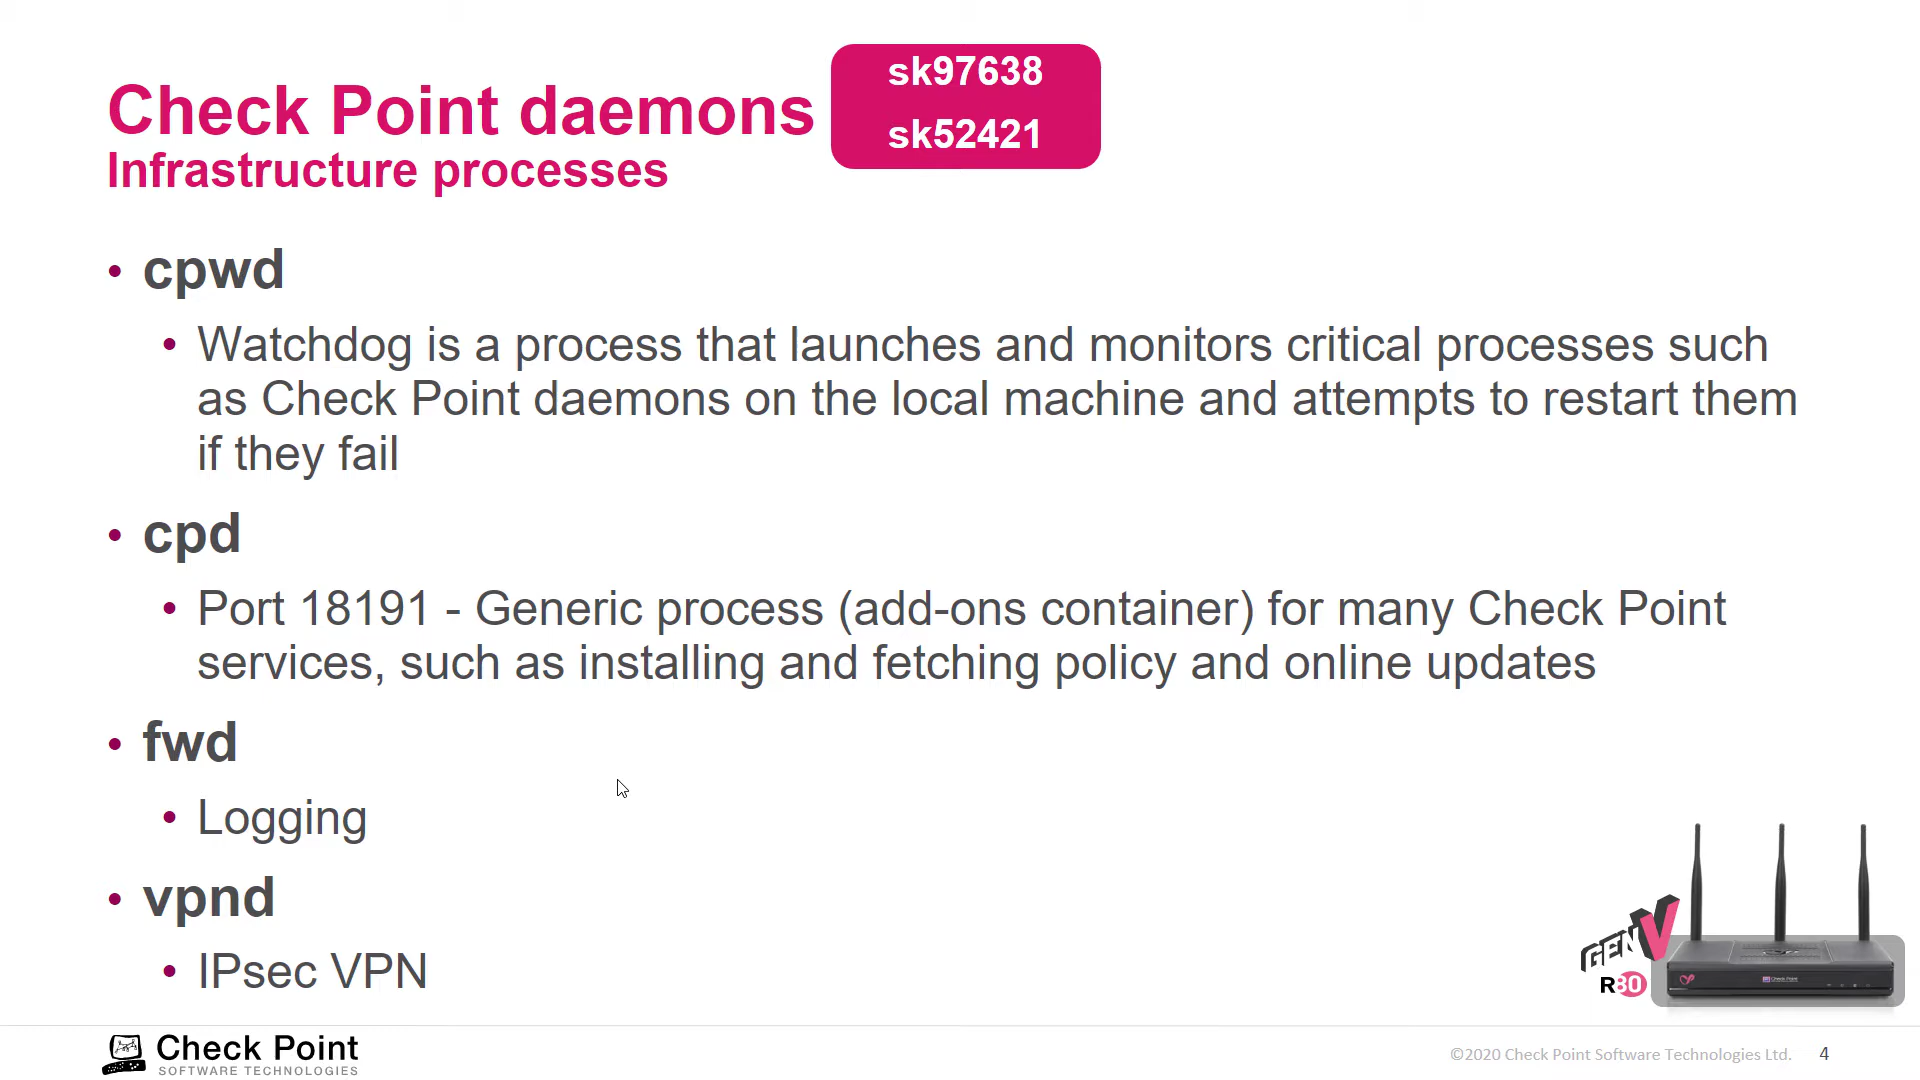 sk97638
sk52421
Check Point daemons
Infrastructure processes
• cpwd
• Watchdog is a process that launches and monitors critical processes such
as Check Point daemons on the local machine and attempts to restart them
if they fail
• cpd
• Port 18191 - Generic process (add-ons container) for many Check Point
services, such as installing and fetching policy and online updates
• fwd
• Logging
• vpnd
• IPsec VPN
GEN V
R80
Check Point
Check Point
SOFTWARE TECHNOLOGIES
©2020 Check Point Software Technologies Ltd. 4